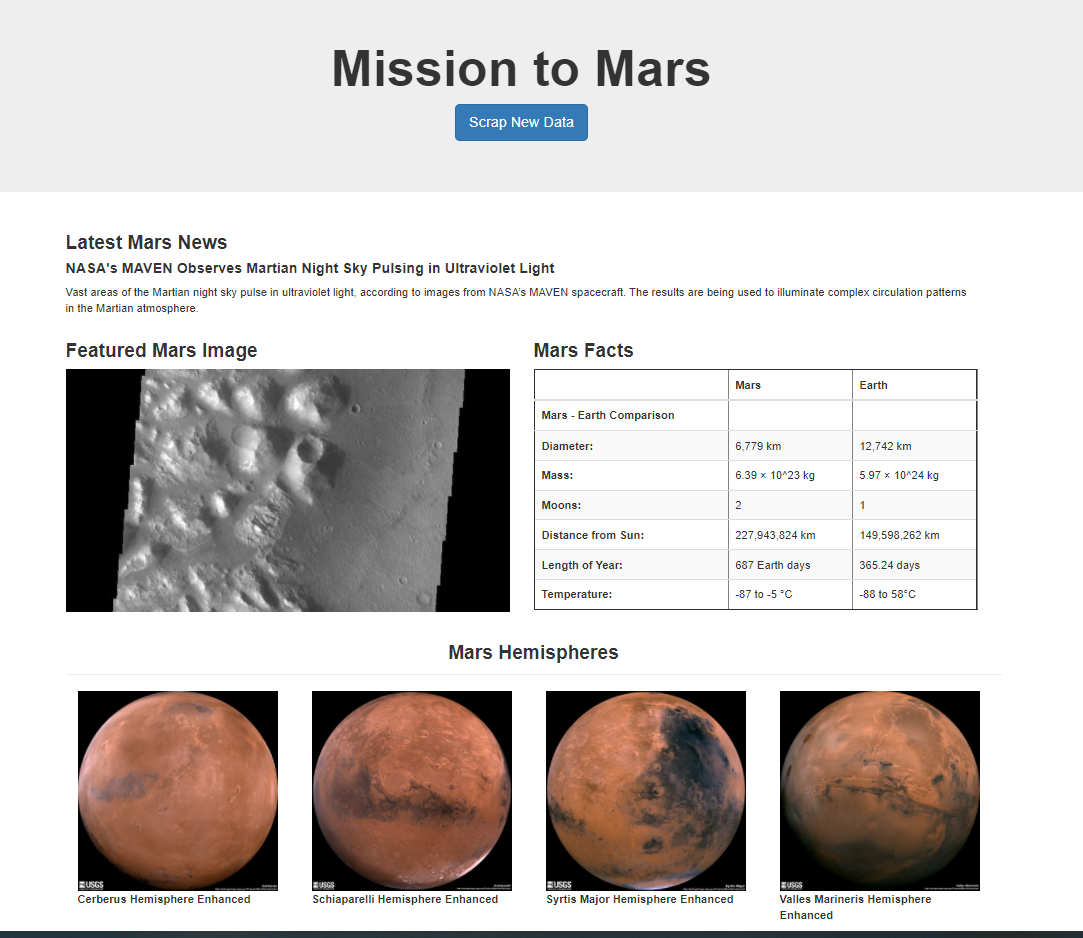 Mission to Mars
Scrap New Data
Latest Mars News
NASA's MAVEN Observes Martian Night Sky Pulsing in Ultraviolet Light
Vast areas of the Martian night sky pulse in ultraviolet light, according to images from NASA's MAVEN spacecraft. The results are being used to illuminate complex circulation patterns
in the Martian atmosphere.
Featured Mars Image
Mars Facts
Mars Earth
Mars - Earth Comparison
Diameter: 6,779 km 12,742 km
Mass: 6.39 × 10^23 kg 5.97 × 10^24 kg
Moons: 2 1
Distance from Sun: 227,943,824 km 149,598,262 km
Length of Year: 687 Earth days 365.24 days
Temperature: -87 to -5 °C -88 to 58°C
Mars Hemispheres
USGS
USGS
USGS
USGS
Cerberus Hemisphere Enhanced
Schiaparelli Hemisphere Enhanced
Syrtis Major Hemisphere Enhanced
Valles Marineris Hemisphere
Enhanced